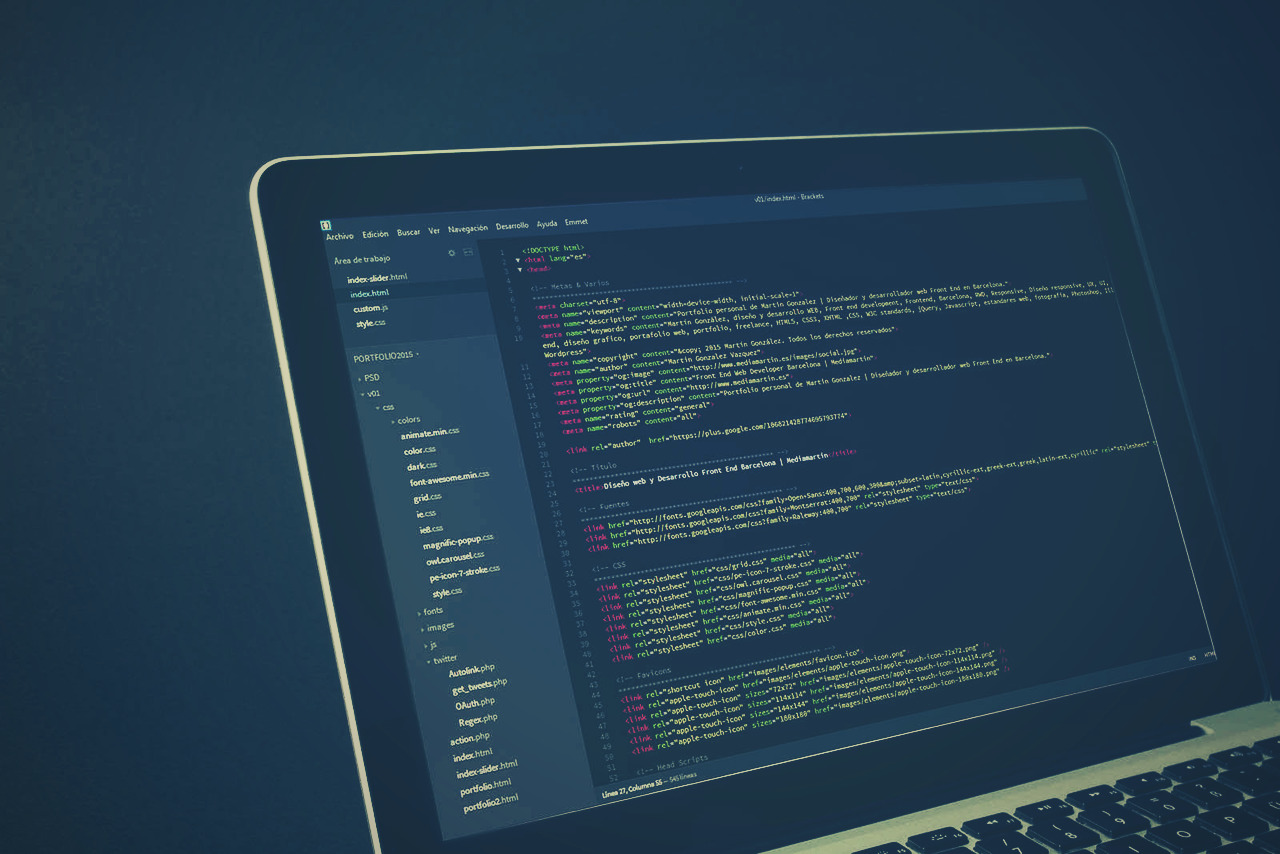 v01/index.html - Brackets
Archivo Edición Buscar Ver Navegación Desarrollo Ayuda Emmet
Área de trabajo
index-slider.html
index.html
custom.js
style.css
PORTFOLIO2015
PSD
v01
css
colors
animate.min.css
color.css
dark.css
font-awesome.min.css
grid.css
ie.css
ie8.css
magnific-popup.css
owl.carousel.css
pe-icon-7-stroke.css
style.css
fonts
images
js
twitter
Autolink.php
get_tweets.php
OAuth.php
Regex.php
action.php
index.html
index-slider.html
portfolio.html
portfolio2.html
<!DOCTYPE html>
<html lang="es">
<head>
<!-- Metas & Varios
<meta charset="utf-8">
<meta name="viewport" content="width=device-width, initial-scale=1">
<meta name="description" content="Portfolio personal de Martin Gonzalez | Diseñador y desarrollador web Front End en Barcelona."
<meta name="keywords" content="Martin González, diseño y desarrollo WEB, Front end development, Frontend, Barcelona, RWD, Responsive, Diseño responsive, UX, UI,
end, diseño grafico, portafolio web, portfolio, freelance, HTML5, CSS3, XHTML ,CSS, W3C standards, jQuery, Javascript, estandares web, fotografia, Photoshop,
Wordpress">
<meta name="copyright" content="&copy; 2015 Martin González. Todos los derechos reservados">
<meta name="author" content="Martin Gonzalez Vazquez">
<meta property="og:image" content="http://www.mediamartin.es/images/social.jpg">
<meta property="og:title" content="Front End Web Developer Barcelona | Mediamartin">
<meta property="og:url" content="http://www.mediamartin.es">
<meta property="og:description" content="Portfolio personal de Martin Gonzalez | Diseñador y desarrollador web Front End en Barcelona.">
<meta name="rating" content="general">
<meta name="robots" content="all">
<link rel="author" href="https://plus.google.com/106821428774695793774">
<!-- Titulo
<title>Diseño web y Desarrollo Front End Barcelona | Mediamartin</title>
<!-- Fuentes
<link href="http://fonts.googleapis.com/css?family=Open+Sans:400,700,600,300&amp;subset=latin,cyrillic-ext,greek-ext,greek,latin-ext,cyrillic" rel="stylesheet"
<link href="http://fonts.googleapis.com/css?family=Montserrat:400,700" rel="stylesheet" type="text/css">
<link href="http://fonts.googleapis.com/css?family=Raleway:400,700" rel="stylesheet" type="text/css">
<!-- CSS
<link rel="stylesheet" href="css/grid.css" media="all">
<link rel="stylesheet" href="css/pe-icon-7-stroke.css" media="all">
<link rel="stylesheet" href="css/owl.carousel.css" media="all">
<link rel="stylesheet" href="css/magnific-popup.css" media="all">
<link rel="stylesheet" href="css/font-awesome.min.css" media="all">
<link rel="stylesheet" href="css/animate.min.css" media="all">
<link rel="stylesheet" href="css/style.css" media="all">
<link rel="stylesheet" href="css/color.css" media="all">
<!-- Favicons
<link rel="shortcut icon" href="images/elements/favicon.ico">
<link rel="apple-touch-icon" href="images/elements/apple-touch-icon.png" />
<link rel="apple-touch-icon" sizes="72x72" href="images/elements/apple-touch-icon-72x72.png" />
<link rel="apple-touch-icon" sizes="114x114" href="images/elements/apple-touch-icon-114x114.png" />
<link rel="apple-touch-icon" sizes="144x144" href="images/elements/apple-touch-icon-144x144.png" />
<link rel="apple-touch-icon" sizes="180x180" href="images/elements/apple-touch-icon-180x180.png" />
<!-- Head Scripts
Línea 27, Columna 55 — 545 líneas